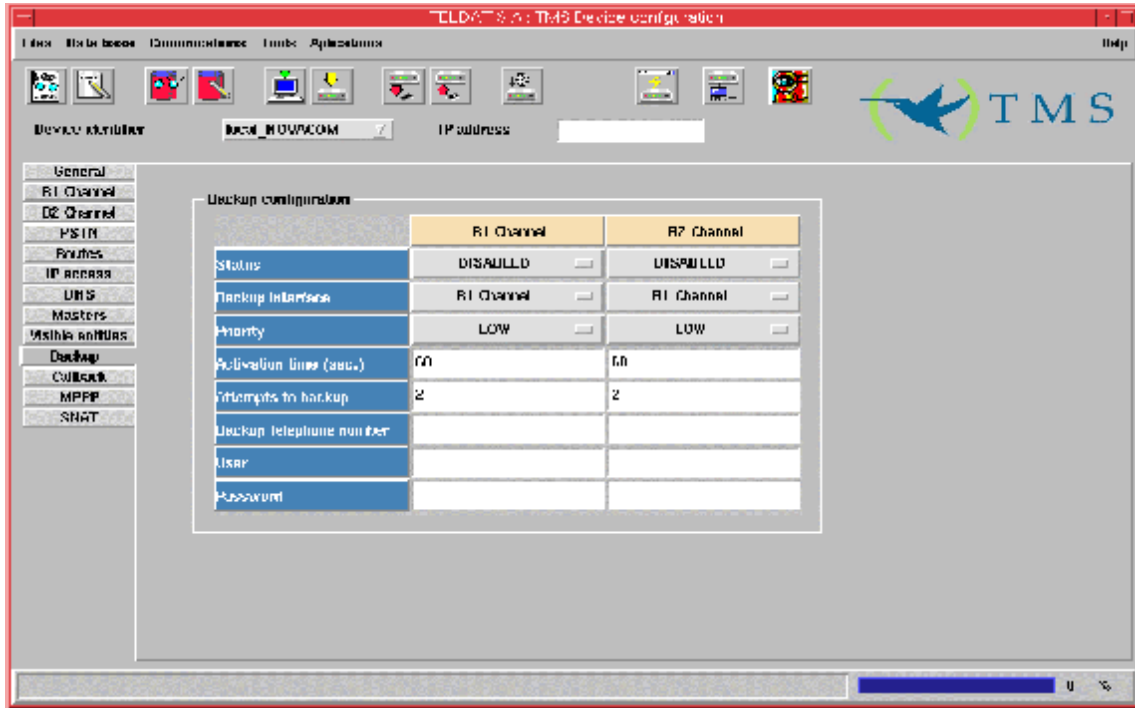 TELDAT S.A : TMS Device configuration
Files Data bases Communications Tools Aplications Help
Device identifier local_NOVACOM IP address
TMS
General
B1 Channel
B2 Channel
PSTN
Routes
IP access
DNS
Masters
Visible entities
Backup
Callback
MPPP
SNAT
Backup configuration
B1 Channel B2 Channel
Status DISABLED DISABLED
Backup interface B1 Channel B1 Channel
Priority LOW LOW
Activation time (sec.) 60 60
Attempts to backup 2 2
Backup telephone number
User
Password
0 %